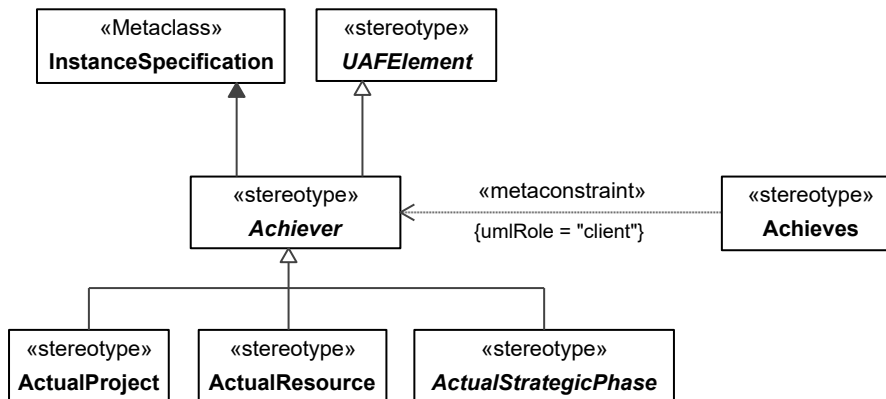 «Metaclass»
InstanceSpecification
«stereotype»
UAFElement
«stereotype»
Achiever
«metaconstraint»
{umlRole = "client"}
«stereotype»
Achieves
«stereotype»
ActualProject
«stereotype»
ActualResource
«stereotype»
ActualStrategicPhase